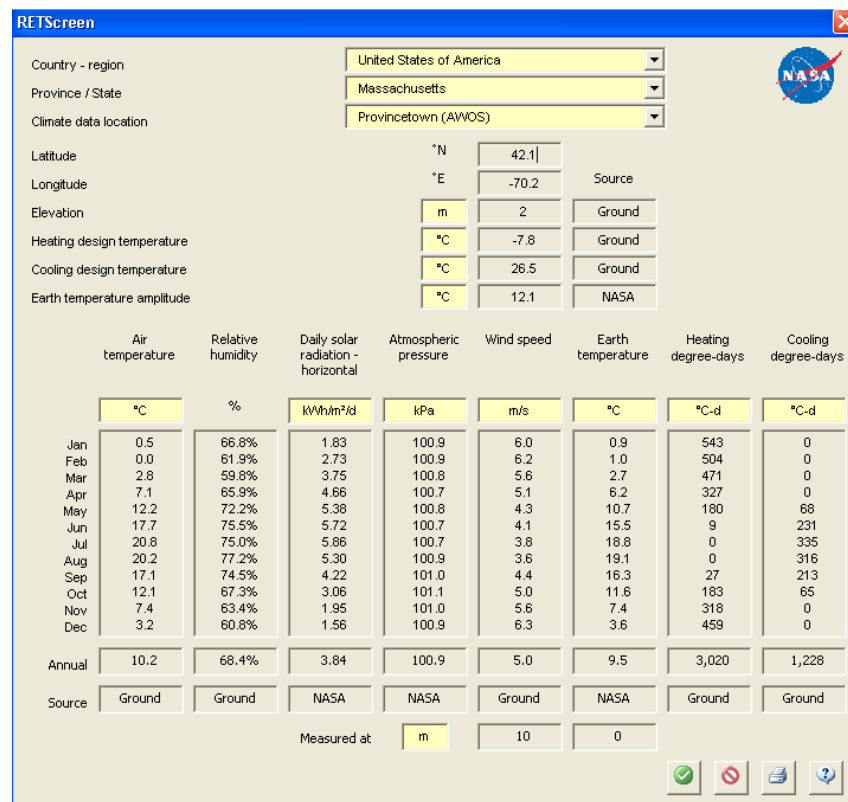 RETScreen
Country - region United States of America
Province / State Massachusetts
Climate data location Provincetown (AWOS)
NASA
Latitude °N 42.1
Longitude °E -70.2 Source
Elevation m 2 Ground
Heating design temperature °C -7.8 Ground
Cooling design temperature °C 26.5 Ground
Earth temperature amplitude °C 12.1 NASA
Air Relative Daily solar Atmospheric Wind speed Earth Heating Cooling
temperature humidity radiation - pressure temperature degree-days degree-days
horizontal
°C % kWh/m²/d kPa m/s °C °C-d °C-d
Jan 0.5 66.8% 1.83 100.9 6.0 0.9 543 0
Feb 0.0 61.9% 2.73 100.9 6.2 1.0 504 0
Mar 2.8 59.8% 3.75 100.8 5.6 2.7 471 0
Apr 7.1 65.9% 4.66 100.7 5.1 6.2 327 0
May 12.2 72.2% 5.38 100.8 4.3 10.7 180 68
Jun 17.7 75.5% 5.72 100.7 4.1 15.5 9 231
Jul 20.8 75.0% 5.86 100.7 3.8 18.8 0 335
Aug 20.2 77.2% 5.30 100.9 3.6 19.1 0 316
Sep 17.1 74.5% 4.22 101.0 4.4 16.3 27 213
Oct 12.1 67.3% 3.06 101.1 5.0 11.6 183 65
Nov 7.4 63.4% 1.95 101.0 5.6 7.4 318 0
Dec 3.2 60.8% 1.56 100.9 6.3 3.6 459 0
Annual 10.2 68.4% 3.84 100.9 5.0 9.5 3,020 1,228
Source Ground Ground NASA NASA Ground NASA Ground Ground
Measured at m 10 0